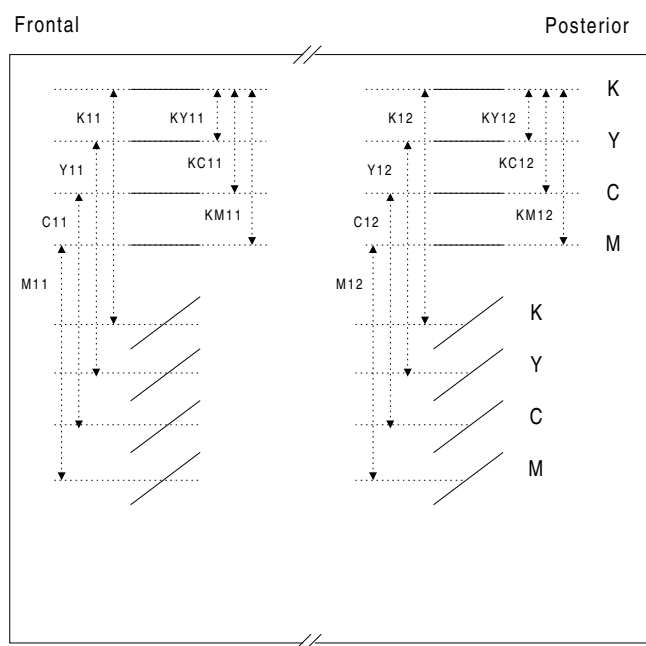 Frontal Posterior
K
K11 KY11 K12 KY12
Y
Y11 KC11 Y12 KC12
C
C11 KM11 C12 KM12
M
M11 M12
K
Y
C
M